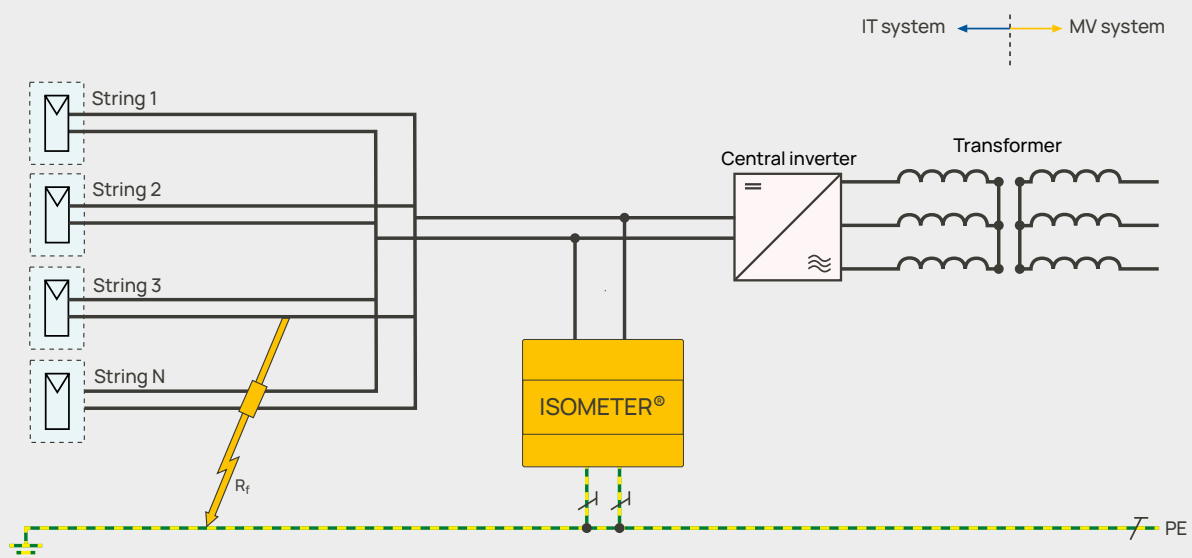 IT system
MV system
String 1
String 2
String 3
String N
Central inverter
Transformer
ISOMETER®
Rf
PE